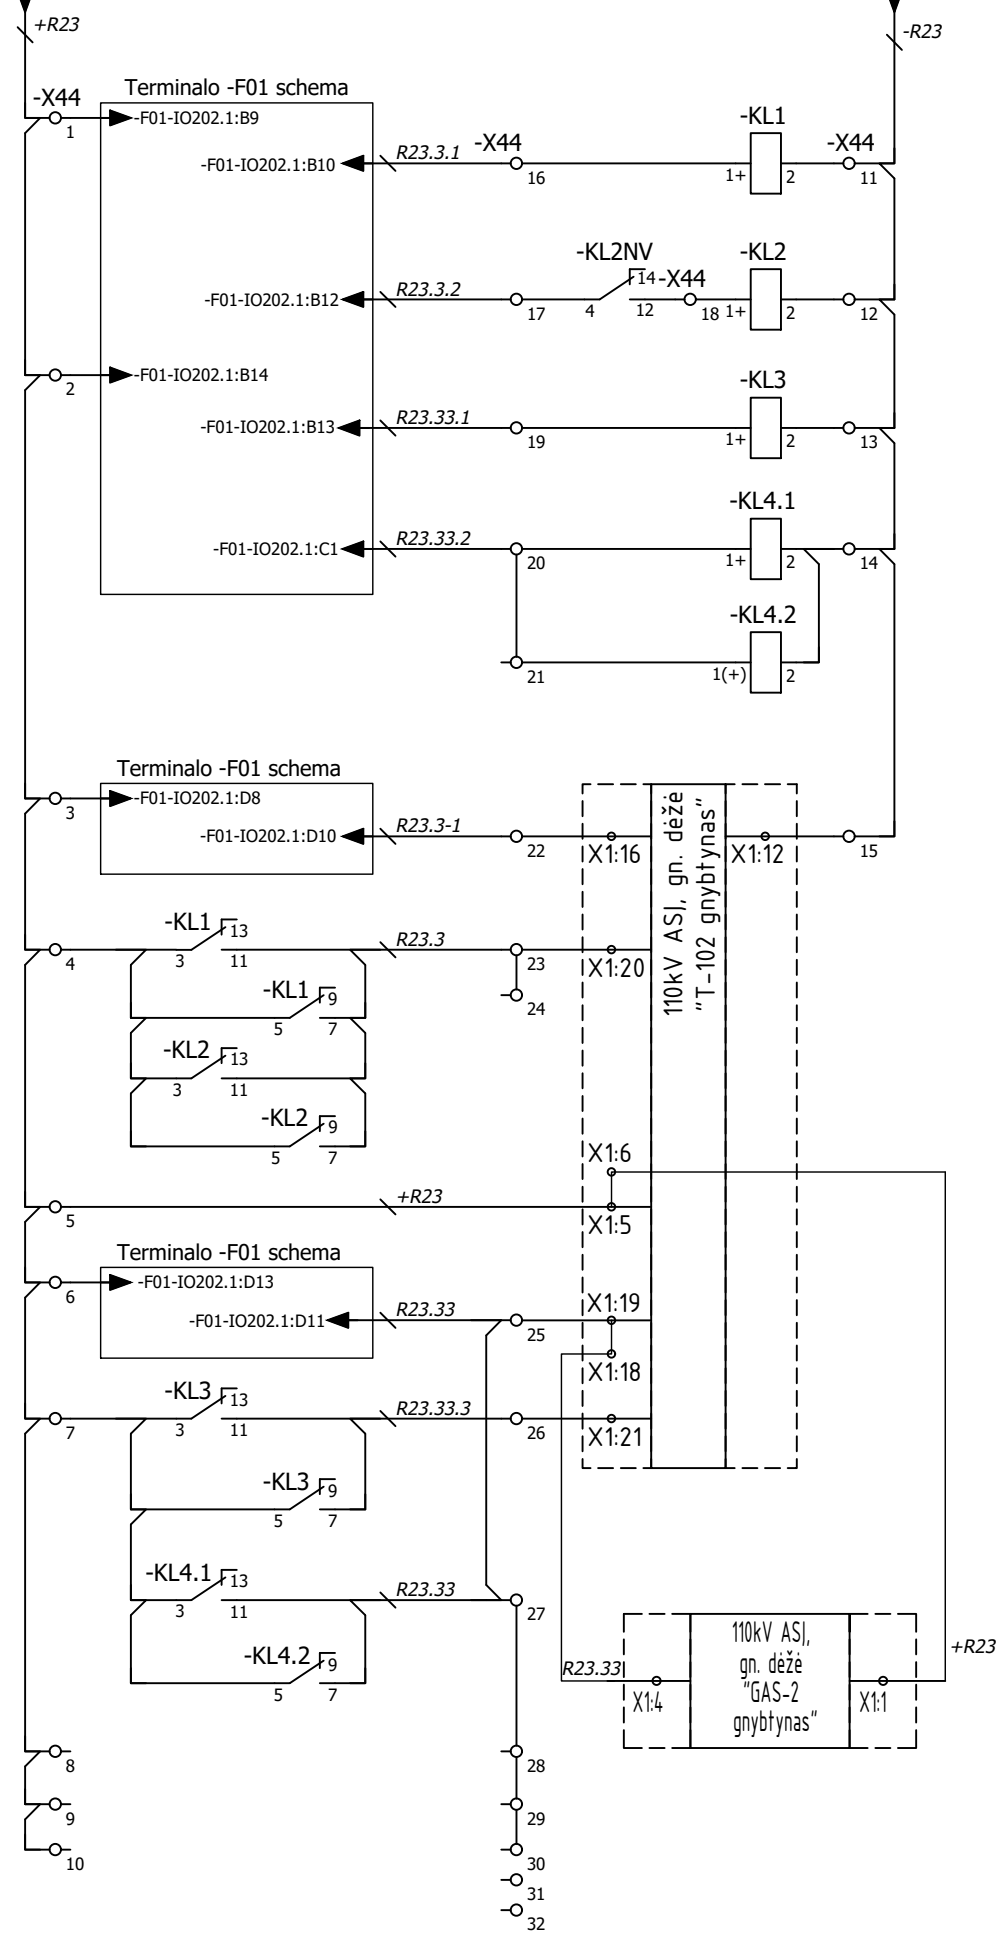 +R23
-R23
Terminalo -F01 schema
-X44
1
-F01-IO202.1:B9
-F01-IO202.1:B10
R23.3.1
-X44
16
-KL1
1+
2
-X44
11
-F01-IO202.1:B12
R23.3.2
17
-KL2NV
4
14
12
-X44
18
-KL2
1+
2
12
2
-F01-IO202.1:B14
-F01-IO202.1:B13
R23.33.1
19
-KL3
1+
2
13
-F01-IO202.1:C1
R23.33.2
20
-KL4.1
1+
2
14
21
-KL4.2
1(+)
2
Terminalo -F01 schema
3
-F01-IO202.1:D8
-F01-IO202.1:D10
R23.3-1
22
X1:16
110kV ASĮ, gn. dėžė
"T-102 gnybtynas"
X1:12
15
4
-KL1
3
13
11
R23.3
23
X1:20
24
-KL1
5
9
7
-KL2
3
13
11
-KL2
5
9
7
X1:6
5
+R23
X1:5
Terminalo -F01 schema
6
-F01-IO202.1:D13
-F01-IO202.1:D11
R23.33
25
X1:19
X1:18
7
-KL3
3
13
11
R23.33.3
26
X1:21
-KL3
5
9
7
-KL4.1
3
13
11
R23.33
27
-KL4.2
5
9
7
R23.33
X1:4
110kV ASĮ,
gn. dėžė
"GAS-2
gnybtynas"
X1:1
+R23
8
28
9
29
10
30
31
32